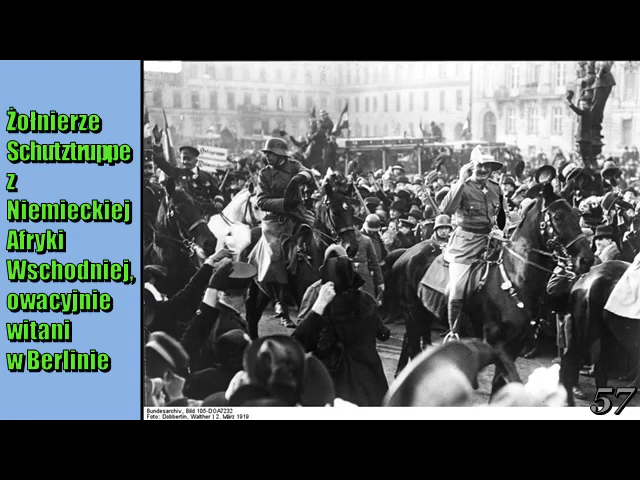 Żołnierze
Schutztruppe
z
Niemieckiej
Afryki
Wschodniej,
owacyjnie
witani
w Berlinie
Bundesarchiv, Bild 105-DOA7232
Foto: Dobbertin, Walther | 2. März 1919
57